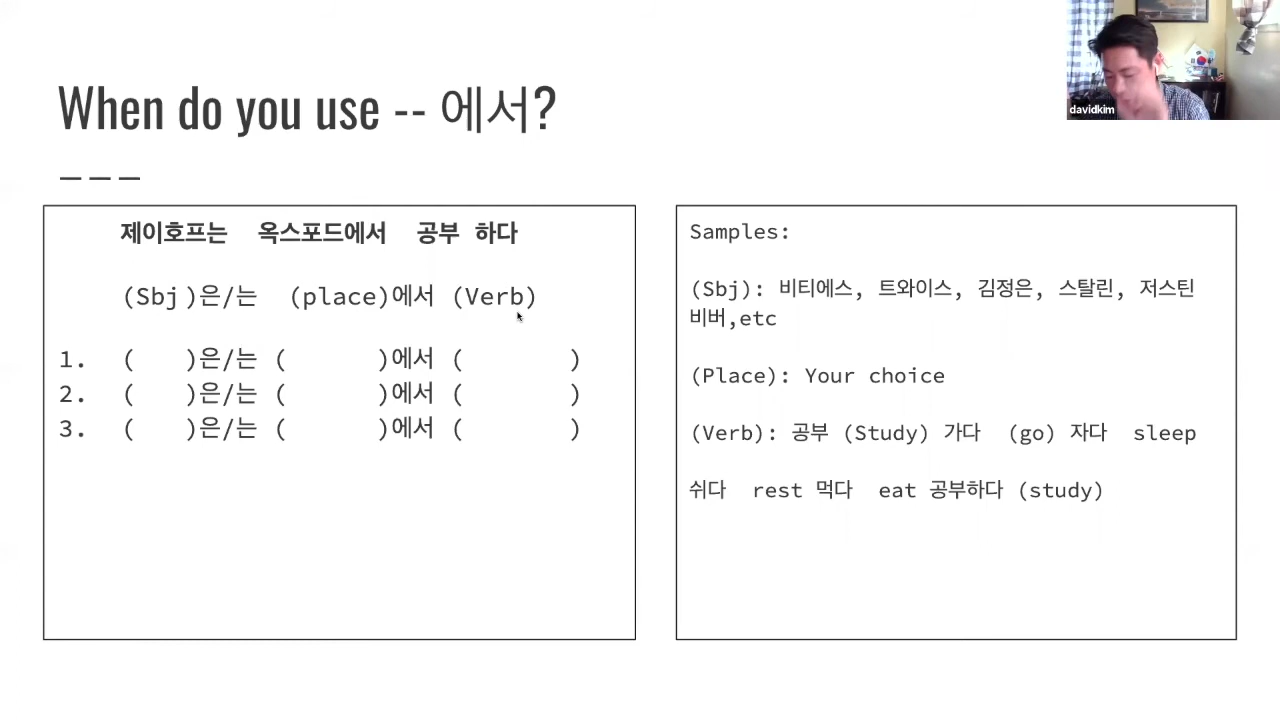 When do you use -- 에서?
제이호프는 옥스포드에서 공부 하다
(Sbj )은/는 (place)에서 (Verb)
1. ( )은/는 ( )에서 ( )
2. ( )은/는 ( )에서 ( )
3. ( )은/는 ( )에서 ( )
Samples:
(Sbj): 비티에스, 트와이스, 김정은, 스탈린, 저스틴
비버,etc
(Place): Your choice
(Verb): 공부 (Study) 가다 (go) 자다 sleep
쉬다 rest 먹다 eat 공부하다 (study)
davidkim